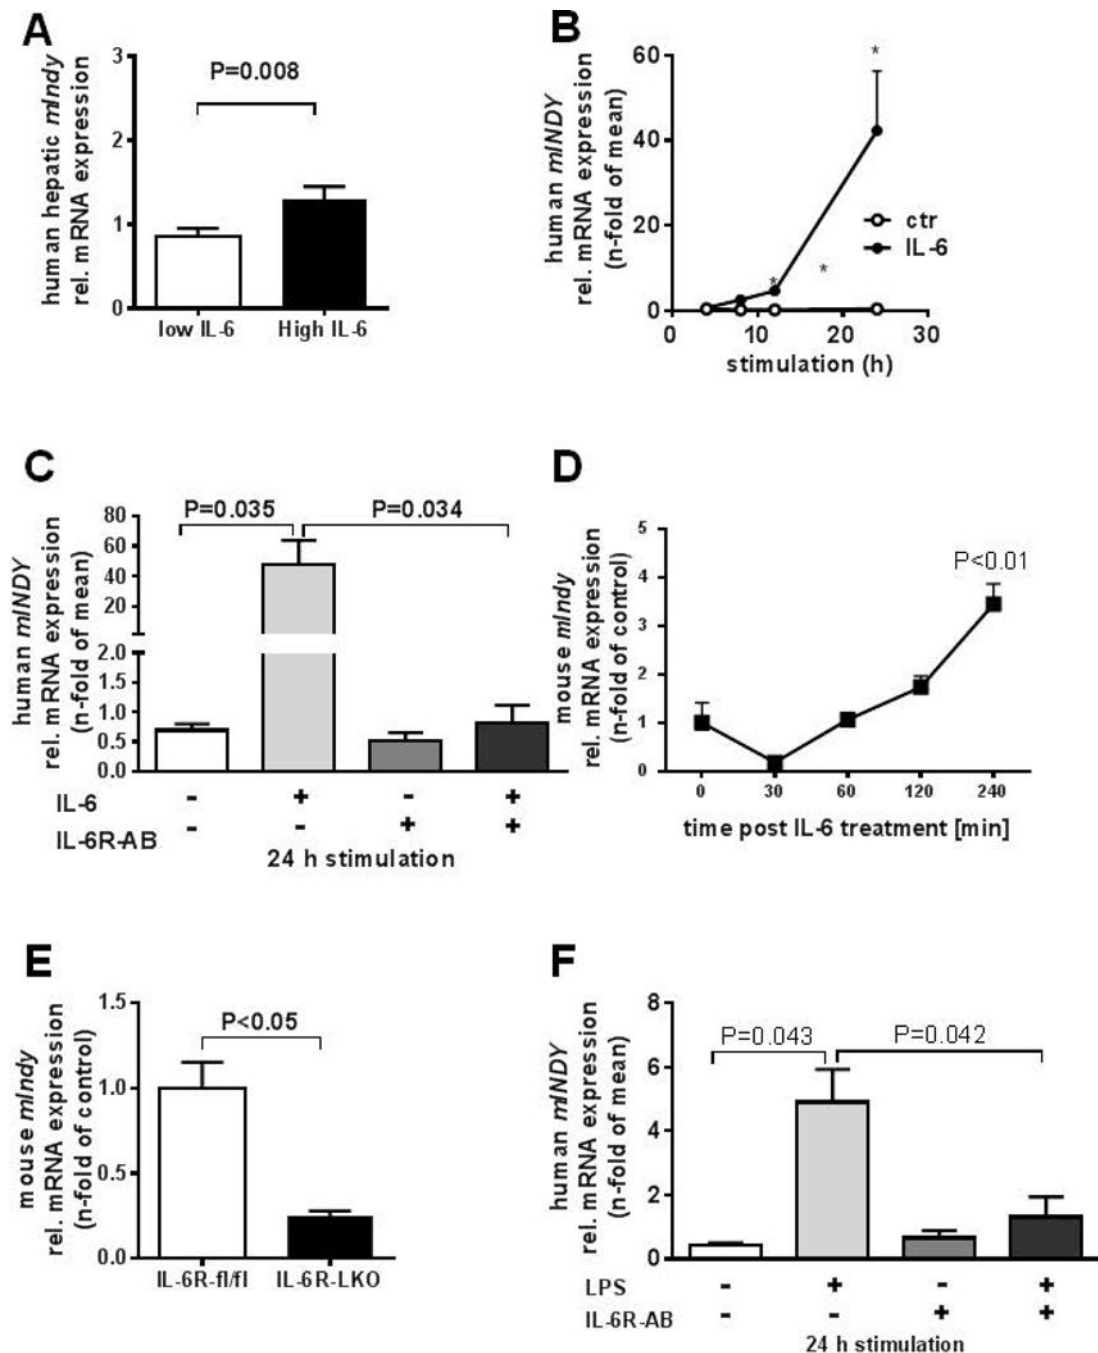 A
human hepatic mIndy
rel. mRNA expression
3
2
1
0
P=0.008
low IL-6
High IL-6
B
human mINDY
rel. mRNA expression
(n-fold of mean)
60
40
20
0
*
*
*
ctr
IL-6
0
10
20
30
stimulation (h)
C
human mINDY
rel. mRNA expression
(n-fold of mean)
80
60
40
20
2.0
1.5
1.0
0.5
0.0
P=0.035
P=0.034
IL-6 - + - +
IL-6R-AB - - + +
24 h stimulation
D
mouse mIndy
rel. mRNA expression
(n-fold of control)
5
4
3
2
1
0
P<0.01
0
30
60
120
240
time post IL-6 treatment [min]
E
mouse mIndy
rel. mRNA expression
(n-fold of control)
1.5
1.0
0.5
0.0
P<0.05
IL-6R-fl/fl
IL-6R-LKO
F
human mINDY
rel. mRNA expression
(n-fold of mean)
8
6
4
2
0
P=0.043
P=0.042
LPS - + - +
IL-6R-AB - - + +
24 h stimulation